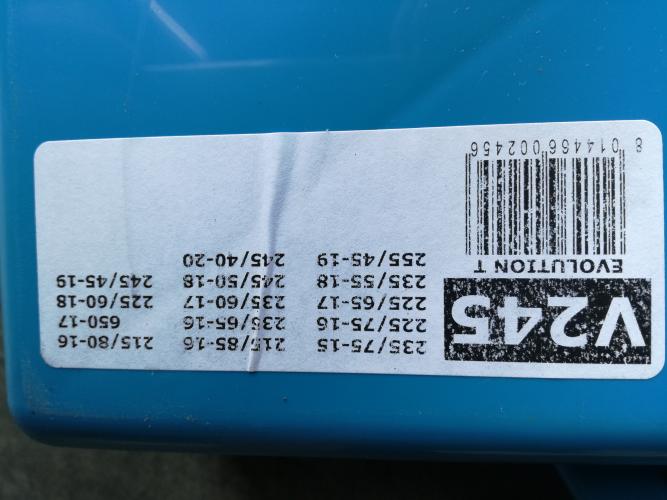 V245
EVOLUTION T
8 014466 002456
235/75-15 215/85-16 215/80-16
225/75-16 235/65-16 650-17
225/65-17 235/60-17 225/60-18
235/55-18 245/50-18 245/45-19
255/45-19 245/40-20